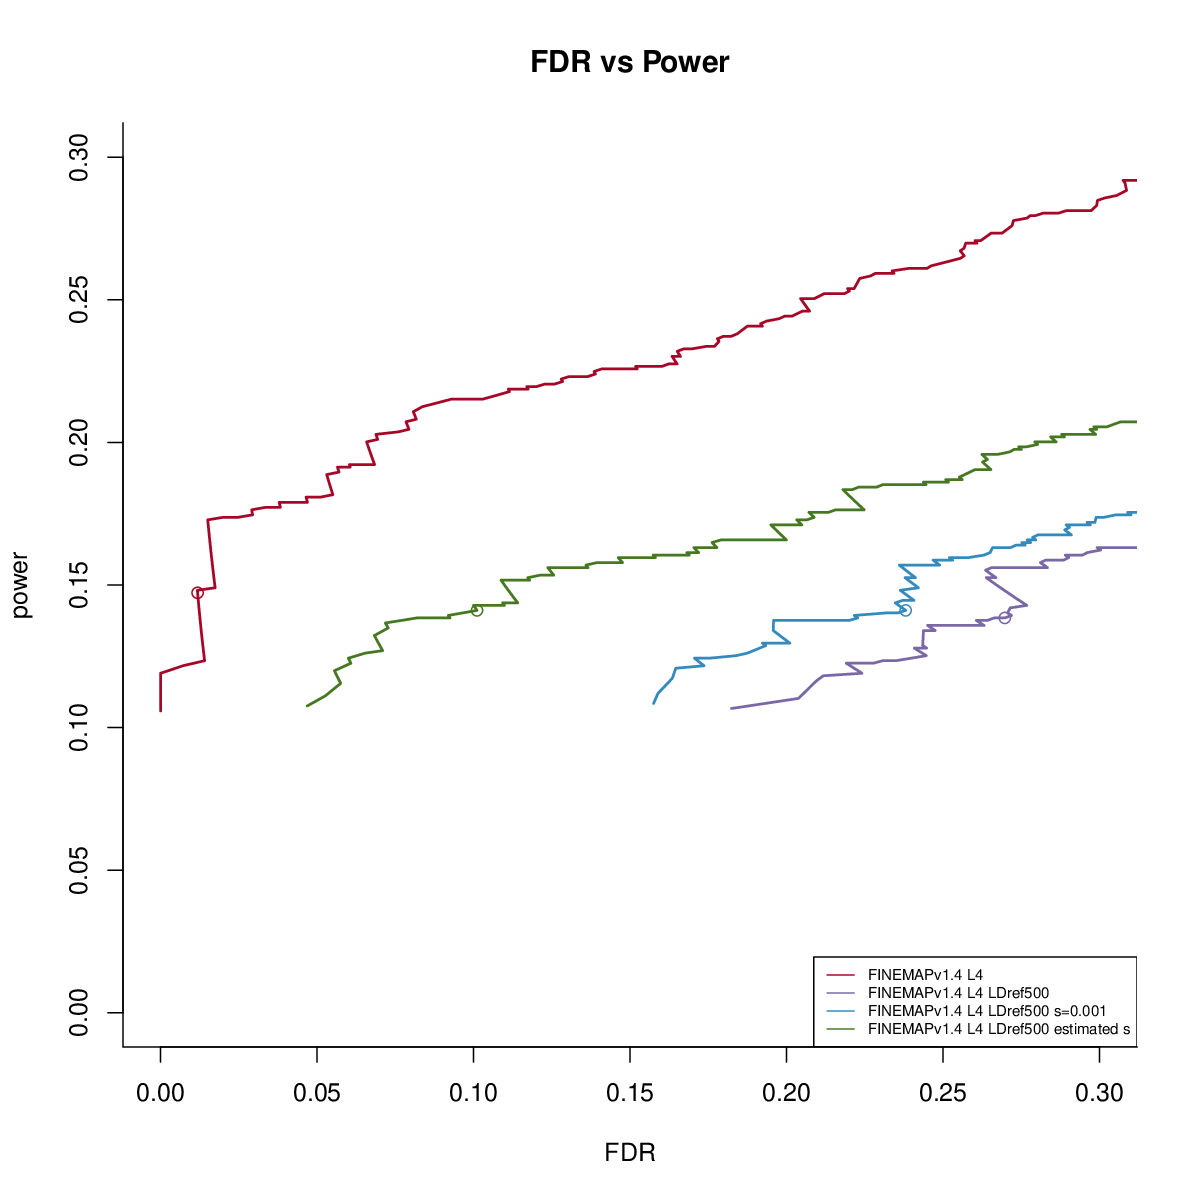 FDR vs Power
power
0.30
0.25
0.20
0.15
0.10
0.05
0.00
FINEMAPv1.4 L4
FINEMAPv1.4 L4 LDref500
FINEMAPv1.4 L4 LDref500 s=0.001
FINEMAPv1.4 L4 LDref500 estimated s
0.00 0.05 0.10 0.15 0.20 0.25 0.30
FDR